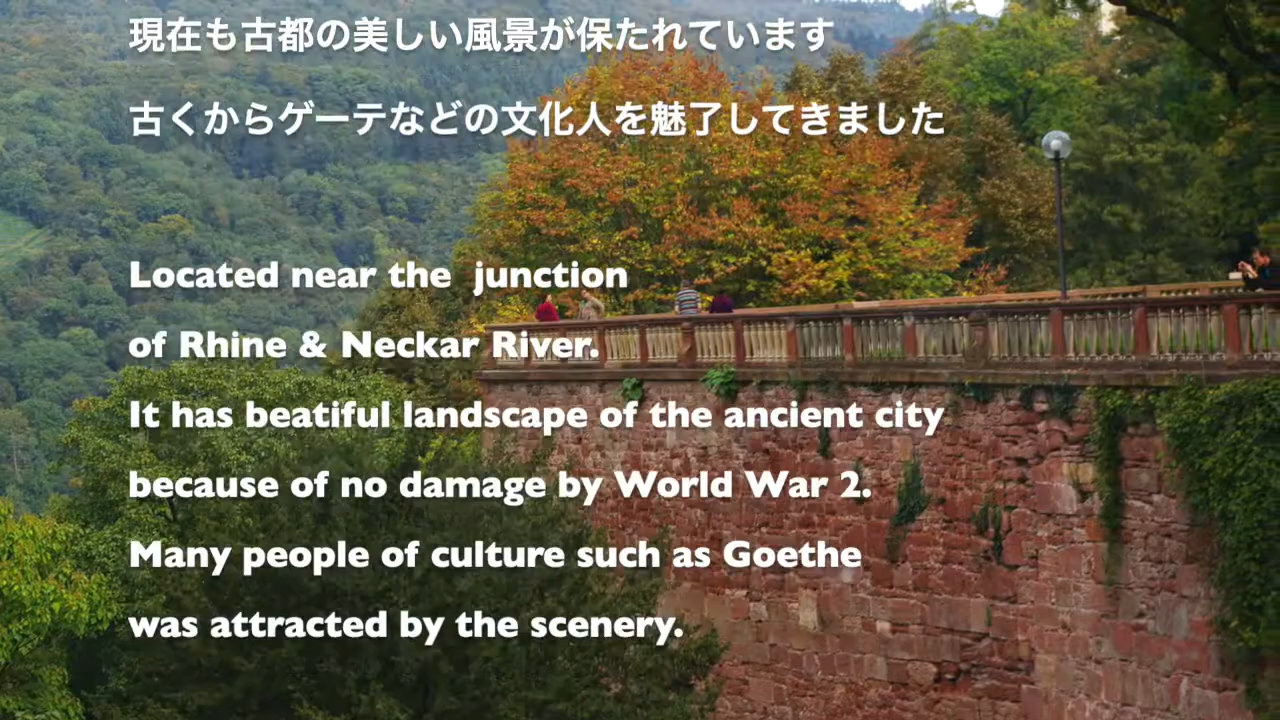 現在も古都の美しい風景が保たれています
古くからゲーテなどの文化人を魅了してきました
Located near the junction
of Rhine & Neckar River.
It has beatiful landscape of the ancient city
because of no damage by World War 2.
Many people of culture such as Goethe
was attracted by the scenery.